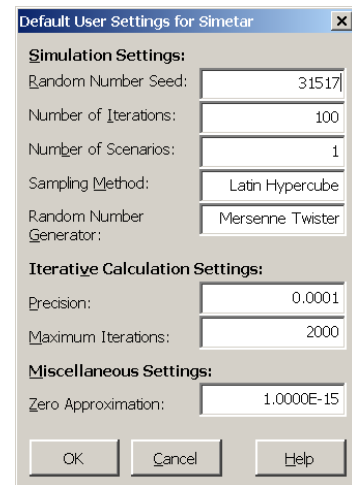 Default User Settings for Simetar
Simulation Settings:
Random Number Seed: 31517
Number of Iterations: 100
Number of Scenarios: 1
Sampling Method: Latin Hypercube
Random Number Mersenne Twister
Generator:
Iterative Calculation Settings:
Precision: 0.0001
Maximum Iterations: 2000
Miscellaneous Settings:
Zero Approximation: 1.0000E-15
OK Cancel Help